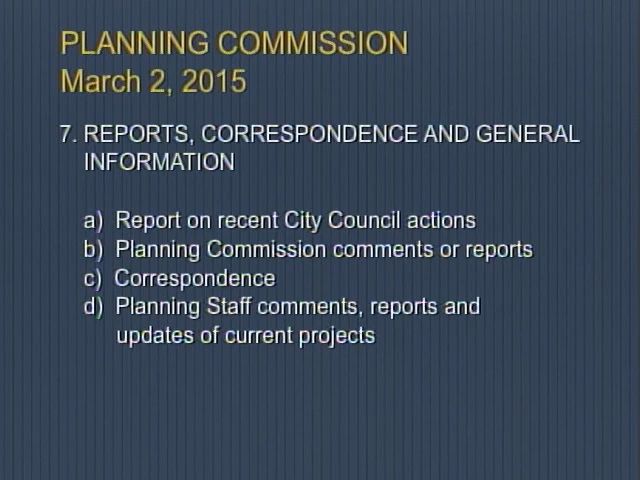 PLANNING COMMISSION
March 2, 2015
7. REPORTS, CORRESPONDENCE AND GENERAL
INFORMATION
a) Report on recent City Council actions
b) Planning Commission comments or reports
c) Correspondence
d) Planning Staff comments, reports and
updates of current projects